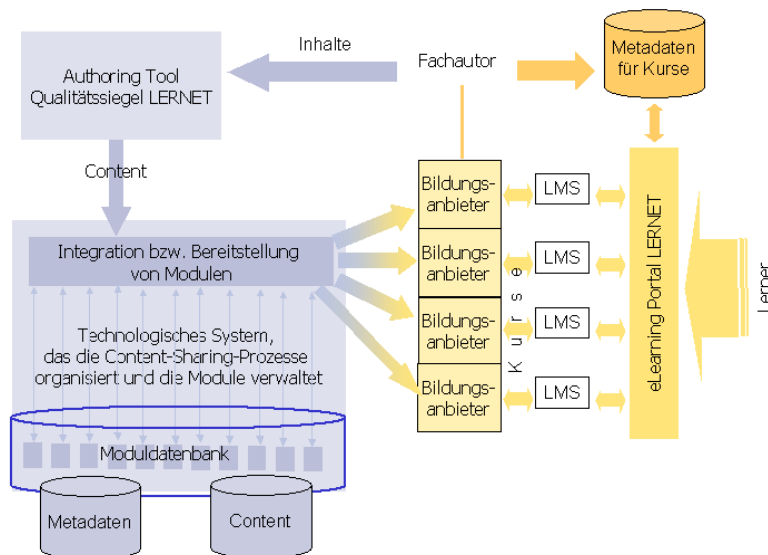 Inhalte
Fachautor
Metadaten
für Kurse
Authoring Tool
Qualitätssiegel LERNET
Content
Bildungs-
anbieter
LMS
Bildungs-
anbieter
LMS
Bildungs-
anbieter
LMS
Bildungs-
anbieter
LMS
Kurse
eLearning Portal LERNET
Lerner
Integration bzw. Bereitstellung
von Modulen
Technologisches System,
das die Content-Sharing-Prozesse
organisiert und die Module verwaltet
Moduldatenbank
Metadaten
Content